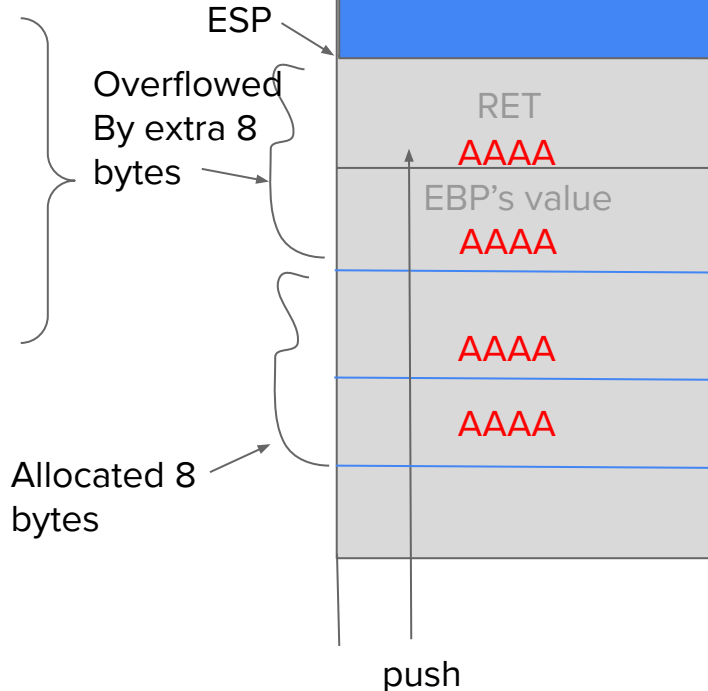 ESP
Overflowed
By extra 8
bytes
RET
AAAA
EBP's value
AAAA
AAAA
AAAA
Allocated 8
bytes
push